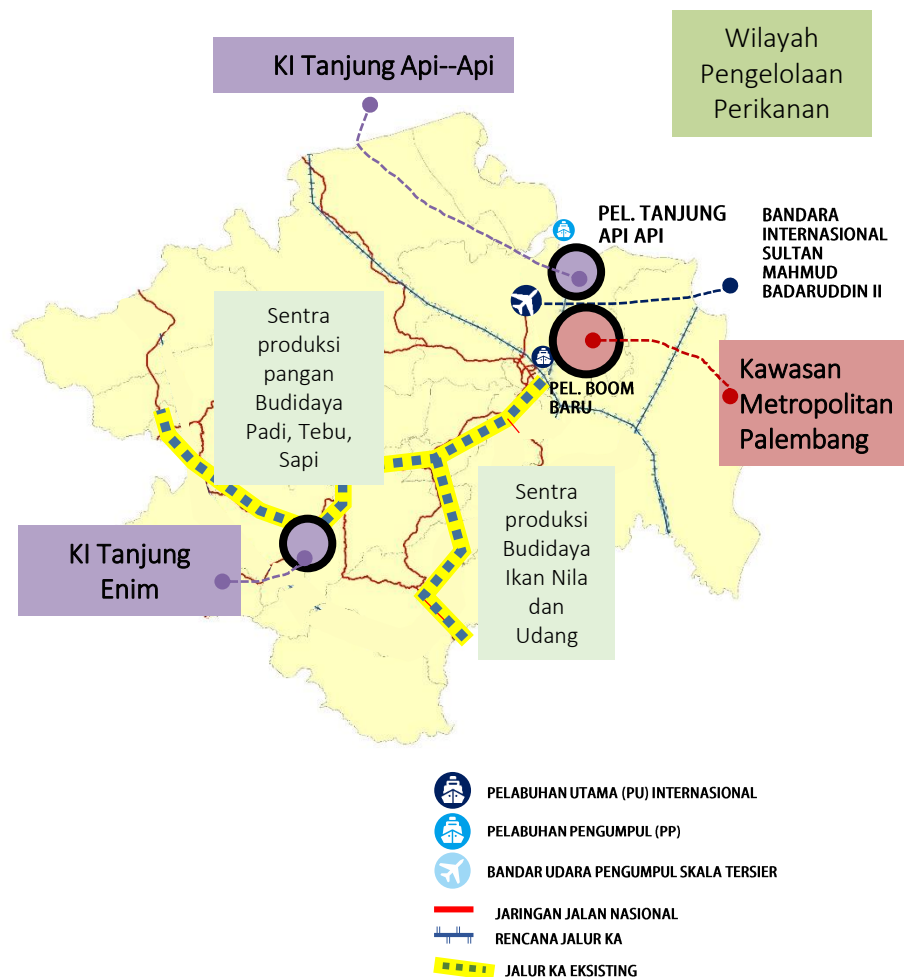 KI Tanjung Api--Api
Wilayah
Pengelolaan
Perikanan
PEL. TANJUNG
API API
BANDARA
INTERNASIONAL
SULTAN
MAHMUD
BADARUDDIN II
Sentra
produksi
pangan
Budidaya
Padi, Tebu,
Sapi
PEL. BOOM
BARU
Kawasan
Metropolitan
Palembang
Sentra
produksi
Budidaya
Ikan Nila
dan
Udang
KI Tanjung
Enim
PELABUHAN UTAMA (PU) INTERNASIONAL
PELABUHAN PENGUMPUL (PP)
BANDAR UDARA PENGUMPUL SKALA TERSIER
JARINGAN JALAN NASIONAL
RENCANA JALUR KA
JALUR KA EKSISTING